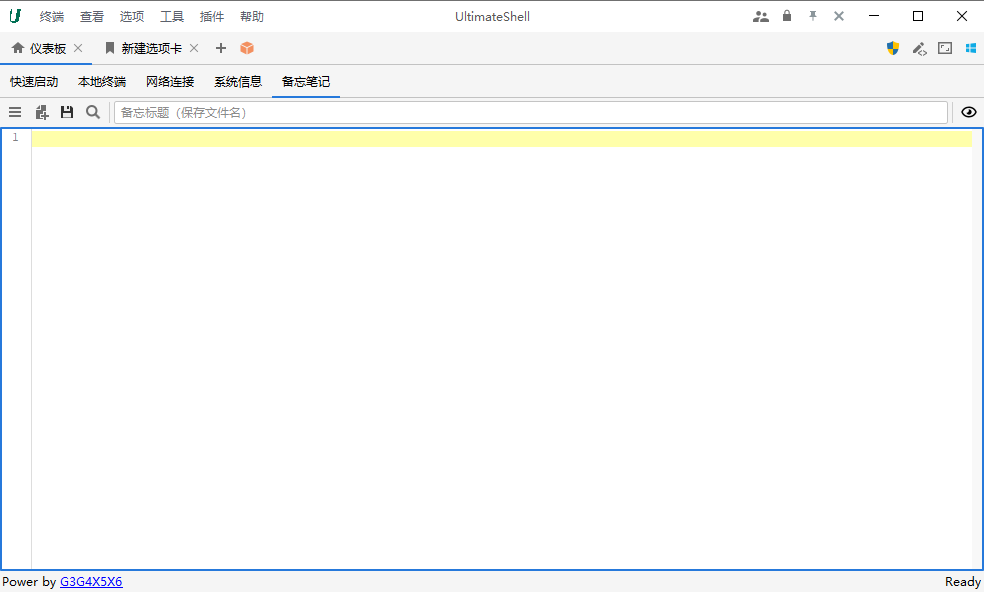 终端 查看 选项 工具 插件 帮助 UltimateShell
仪表板 新建选项卡
快速启动 本地终端 网络连接 系统信息 备忘笔记
备忘标题（保存文件名）
1
Power by G3G4X5X6 Ready